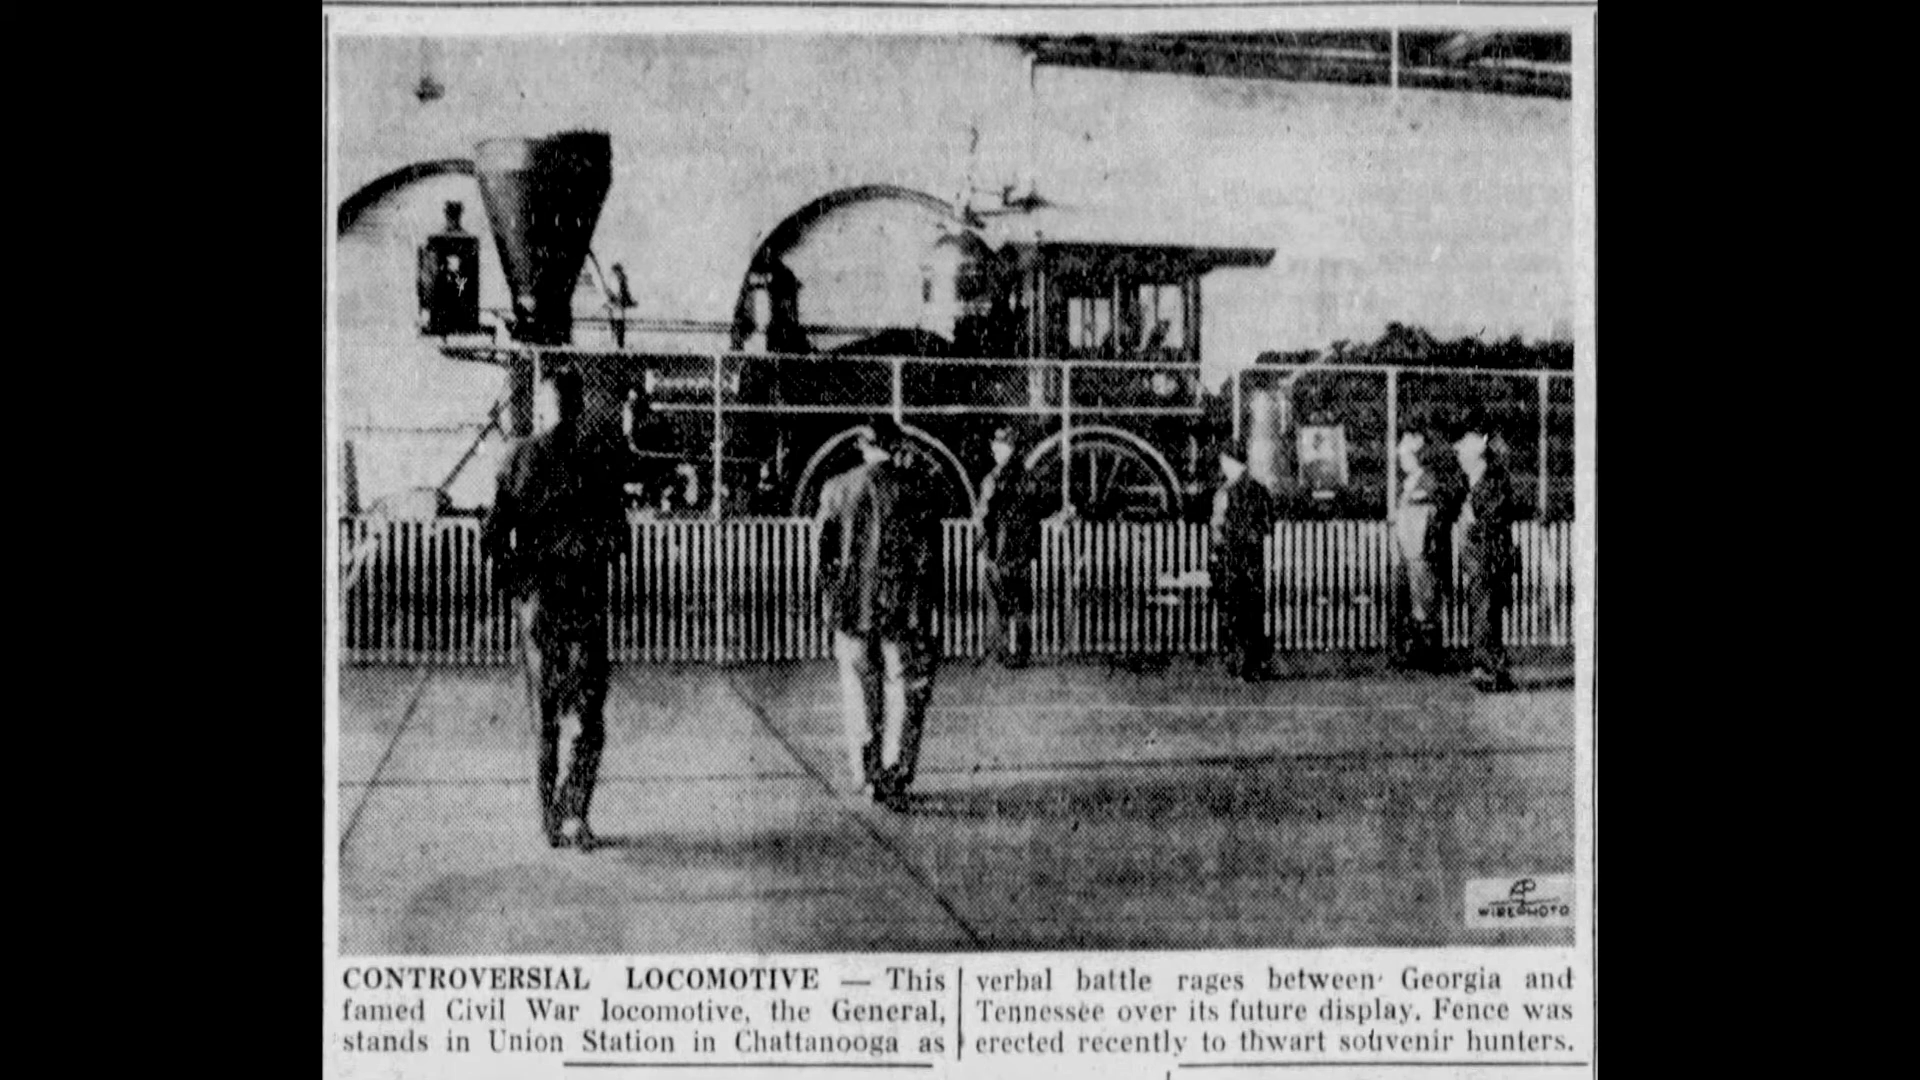 WIREPHOTO
CONTROVERSIAL LOCOMOTIVE — This
famed Civil War locomotive, the General,
stands in Union Station in Chattanooga as
verbal battle rages between Georgia and
Tennessee over its future display. Fence was
erected recently to thwart souvenir hunters.